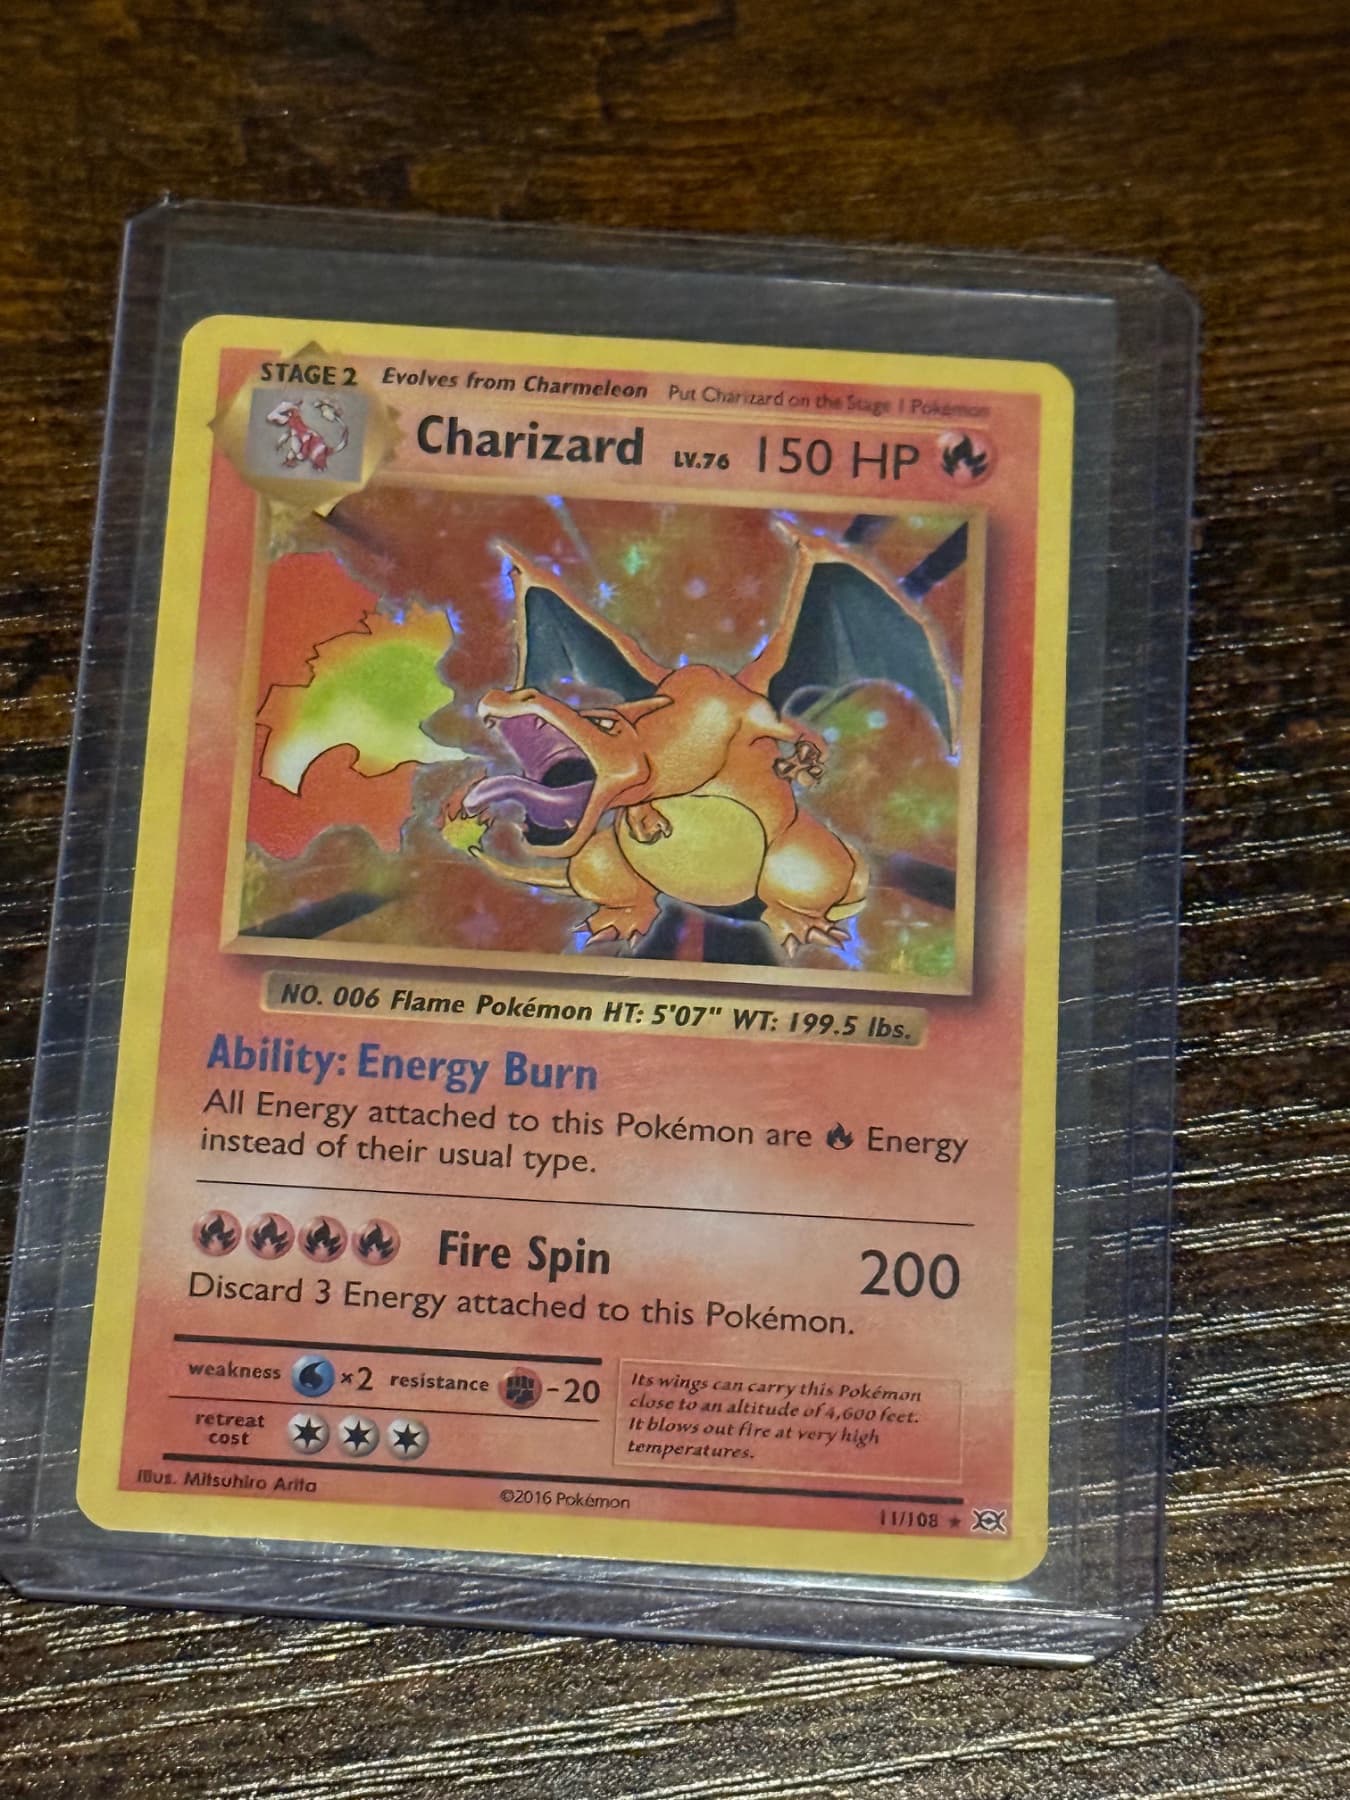 STAGE 2 Evolves from Charmeleon Put Charizard on the Stage 1 Pokémon
Charizard LV.76 150 HP
NO. 006 Flame Pokémon HT: 5'07" WT: 199.5 lbs.
Ability: Energy Burn
All Energy attached to this Pokémon are Energy
instead of their usual type.
Fire Spin 200
Discard 3 Energy attached to this Pokémon.
weakness ×2 resistance -20
retreat
cost
Its wings can carry this Pokémon
close to an altitude of 4,600 feet.
It blows out fire at very high
temperatures.
Illus. Mitsuhiro Arita
©2016 Pokémon
11/108